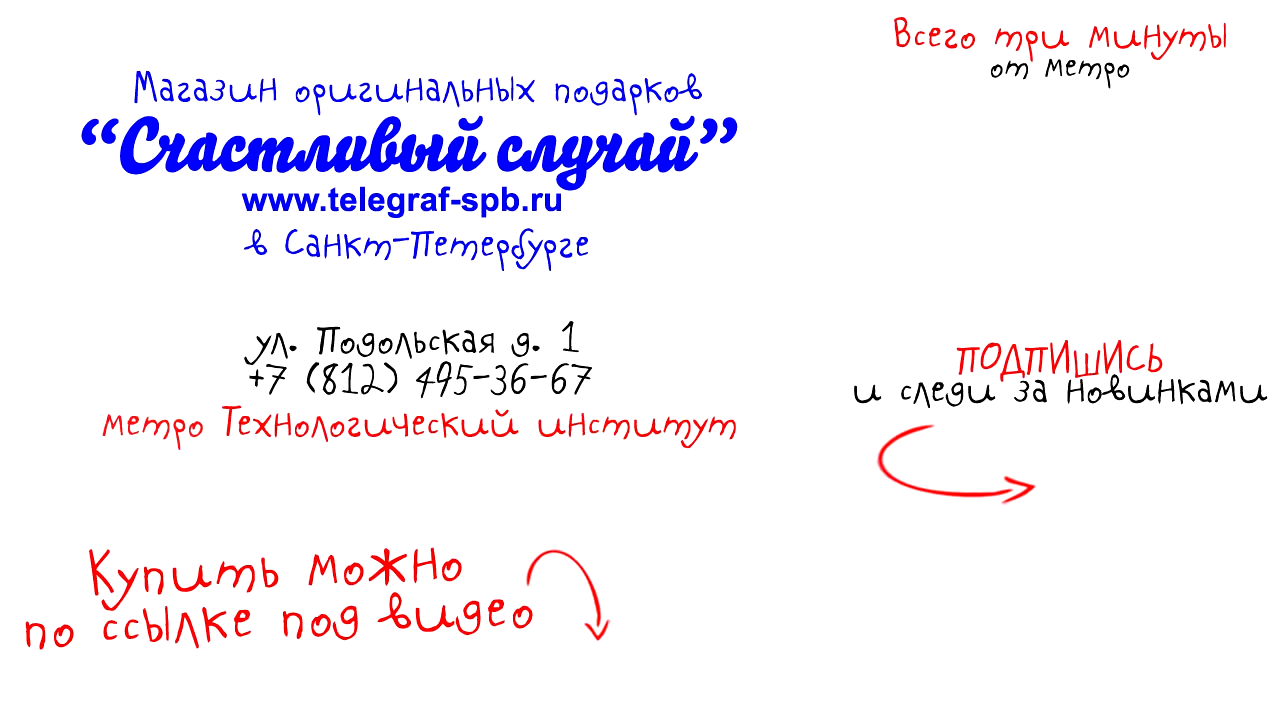 Всего три минуты
от метро
Магазин оригинальных подарков
“Счастливый случай”
www.telegraf-spb.ru
в Санкт-Петербурге
ул. Подольская д. 1
+7 (812) 495-36-67
метро Технологический институт
ПОДПИШИСЬ
и следи за новинками
Купить можно
по ссылке под видео